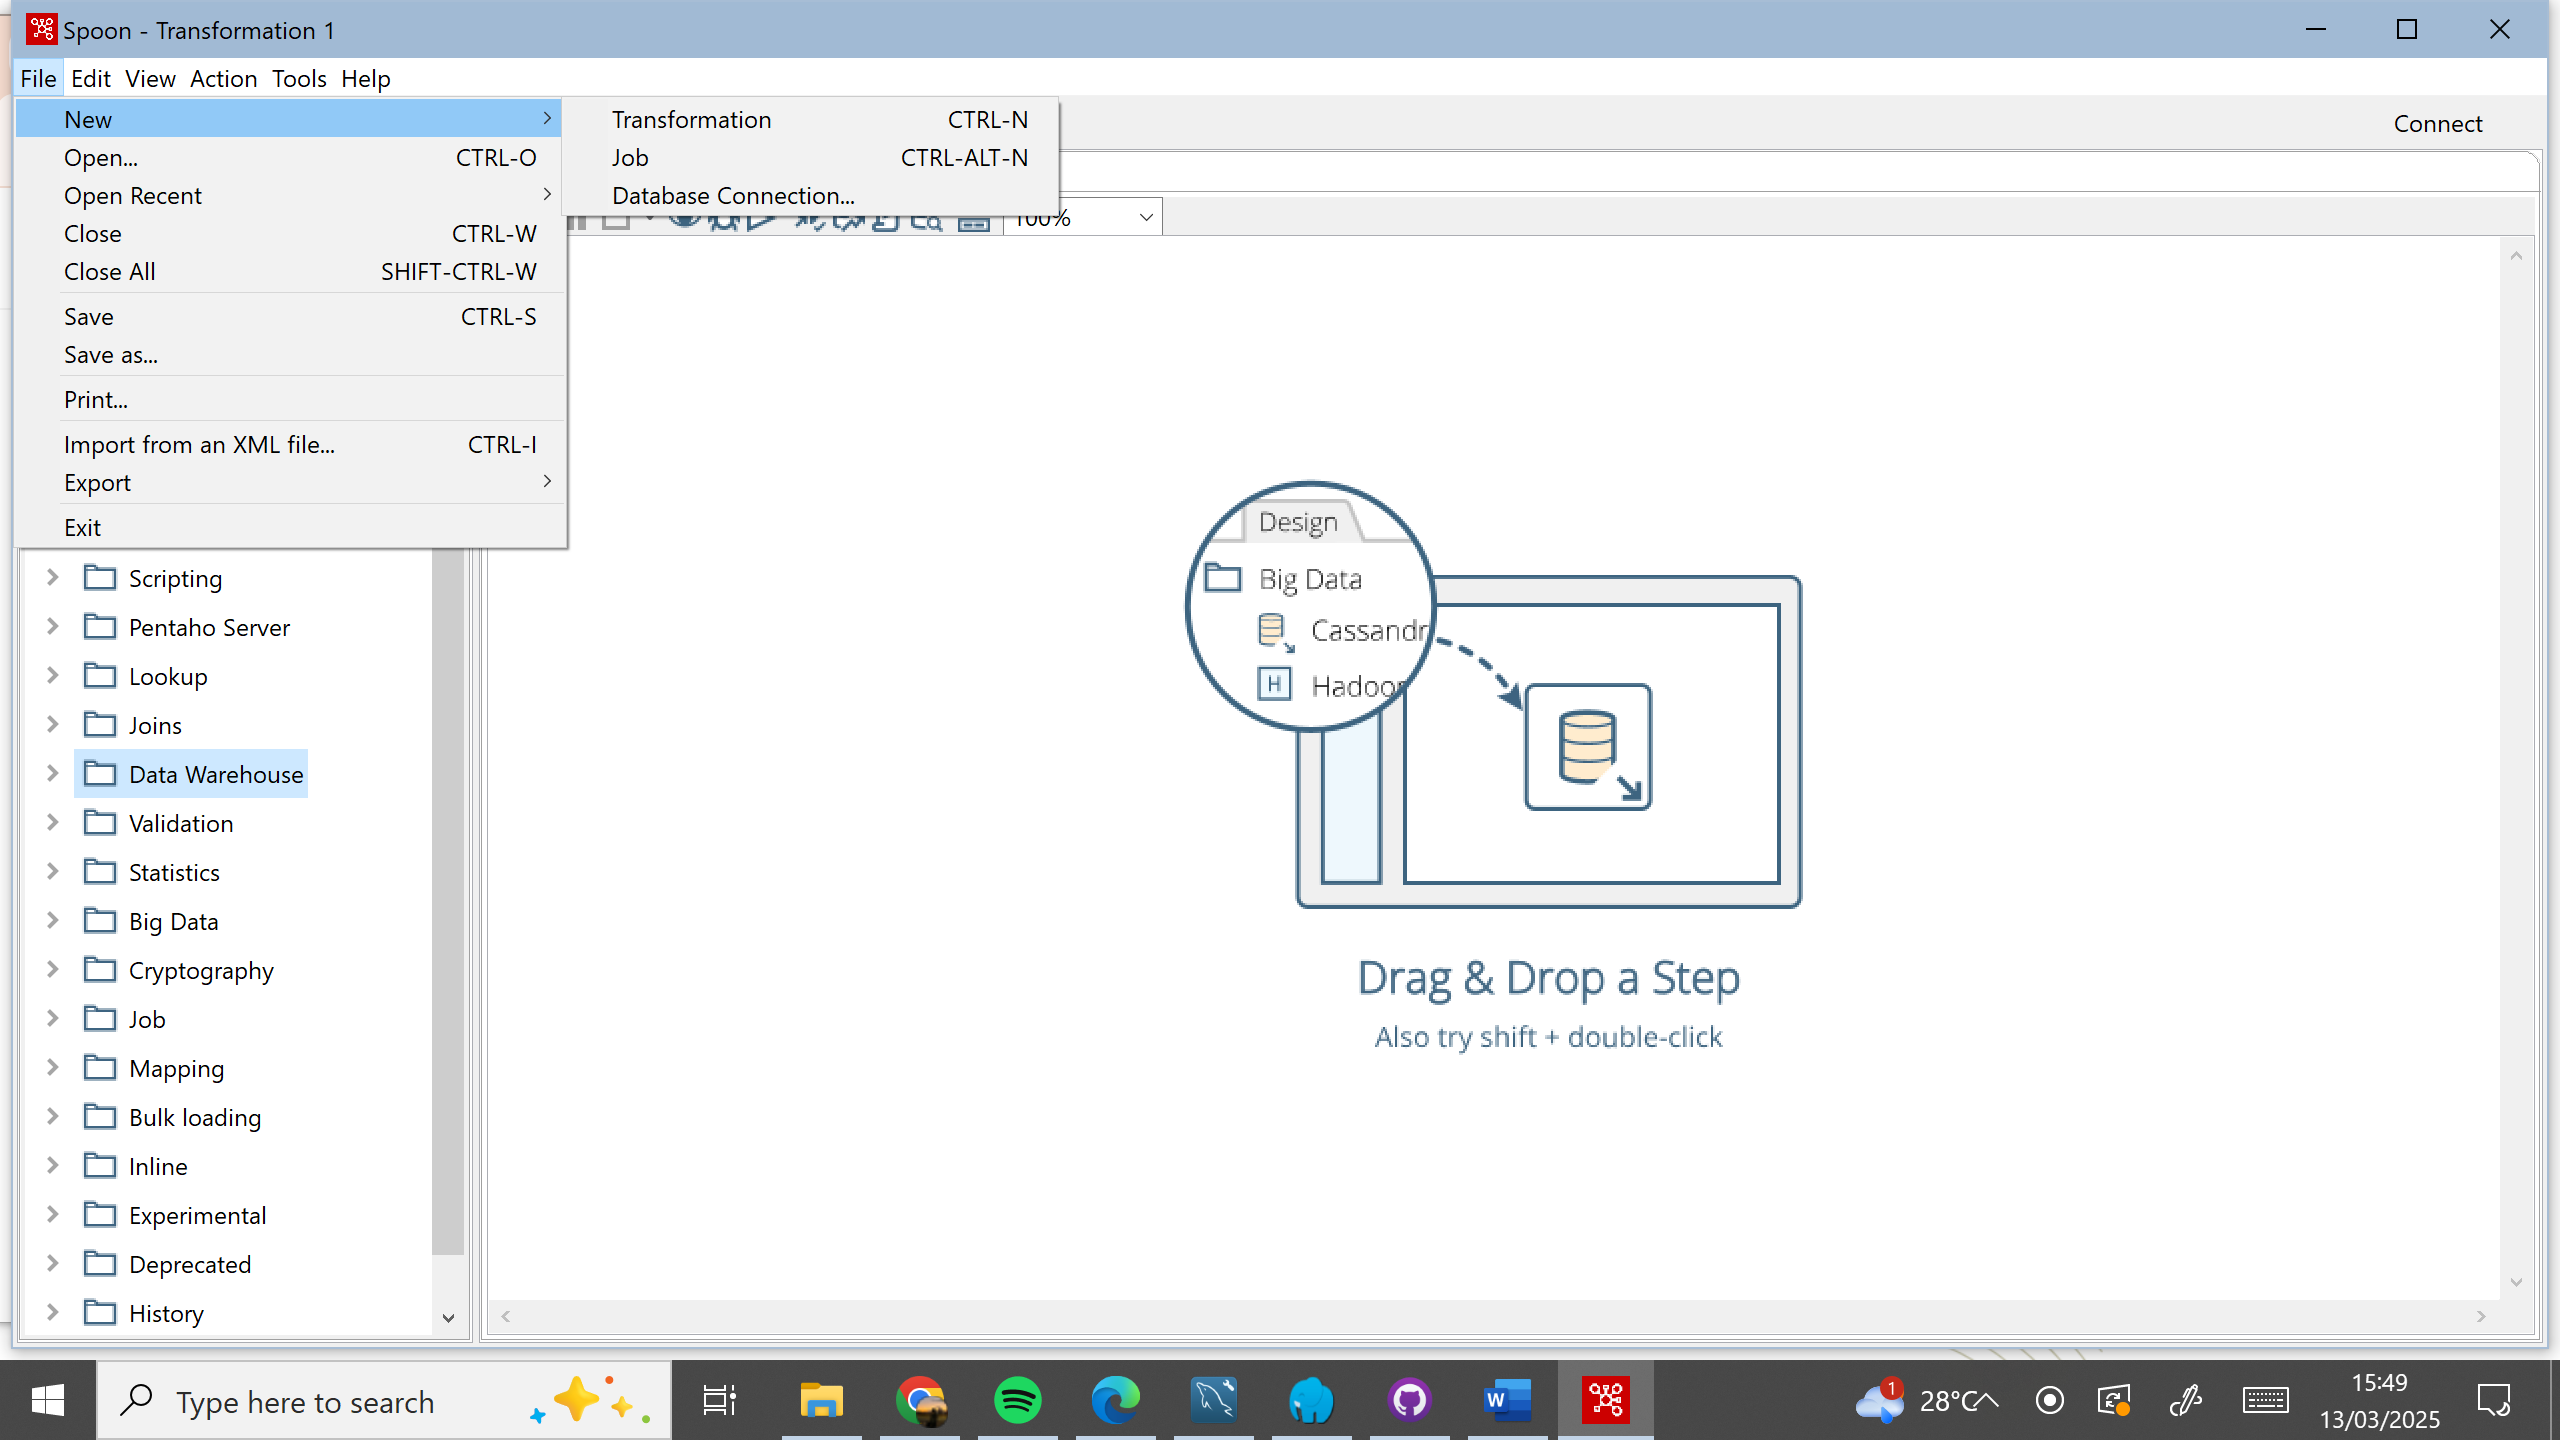 Spoon - Transformation 1
File Edit View Action Tools Help
New
Transformation CTRL-N
Connect
Open... CTRL-O
Job CTRL-ALT-N
Open Recent
Database Connection...
100%
Close CTRL-W
Close All SHIFT-CTRL-W
Save CTRL-S
Save as...
Print...
Import from an XML file... CTRL-I
Export
Exit
Scripting
Pentaho Server
Lookup
Joins
Data Warehouse
Validation
Statistics
Big Data
Cryptography
Job
Mapping
Bulk loading
Inline
Experimental
Deprecated
History
Design
Big Data
Cassandr
H Hadoop
Drag & Drop a Step
Also try shift + double-click
Type here to search
W
1
28°C
15:49
13/03/2025